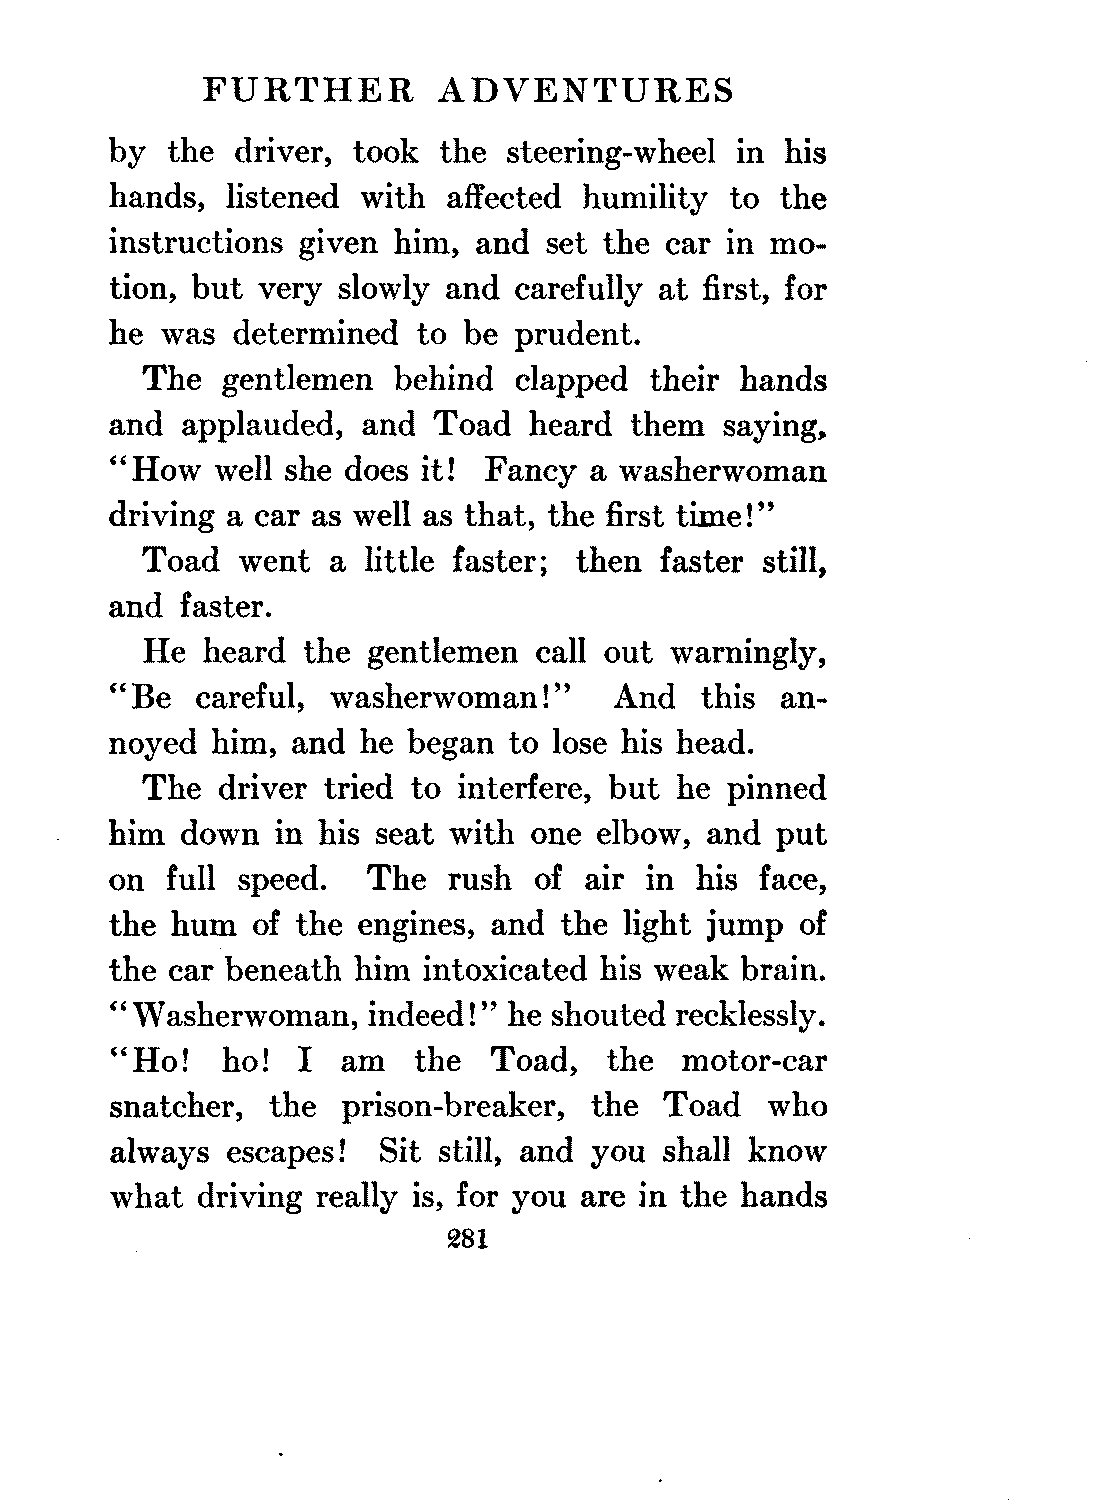 FURTHER ADVENTURES
by the driver, took the steering-wheel in his
hands, listened with affected humility to the
instructions given him, and set the car in mo-
tion, but very slowly and carefully at first, for
he was determined to be prudent.
The gentlemen behind clapped their hands
and applauded, and Toad heard them saying,
“How well she does it! Fancy a washerwoman
driving a car as well as that, the first time!”
Toad went a little faster; then faster still,
and faster.
He heard the gentlemen call out warningly,
“Be careful, washerwoman!” And this an-
noyed him, and he began to lose his head.
The driver tried to interfere, but he pinned
him down in his seat with one elbow, and put
on full speed. The rush of air in his face,
the hum of the engines, and the light jump of
the car beneath him intoxicated his weak brain.
“Washerwoman, indeed!” he shouted recklessly.
“Ho! ho! I am the Toad, the motor-car
snatcher, the prison-breaker, the Toad who
always escapes! Sit still, and you shall know
what driving really is, for you are in the hands
281